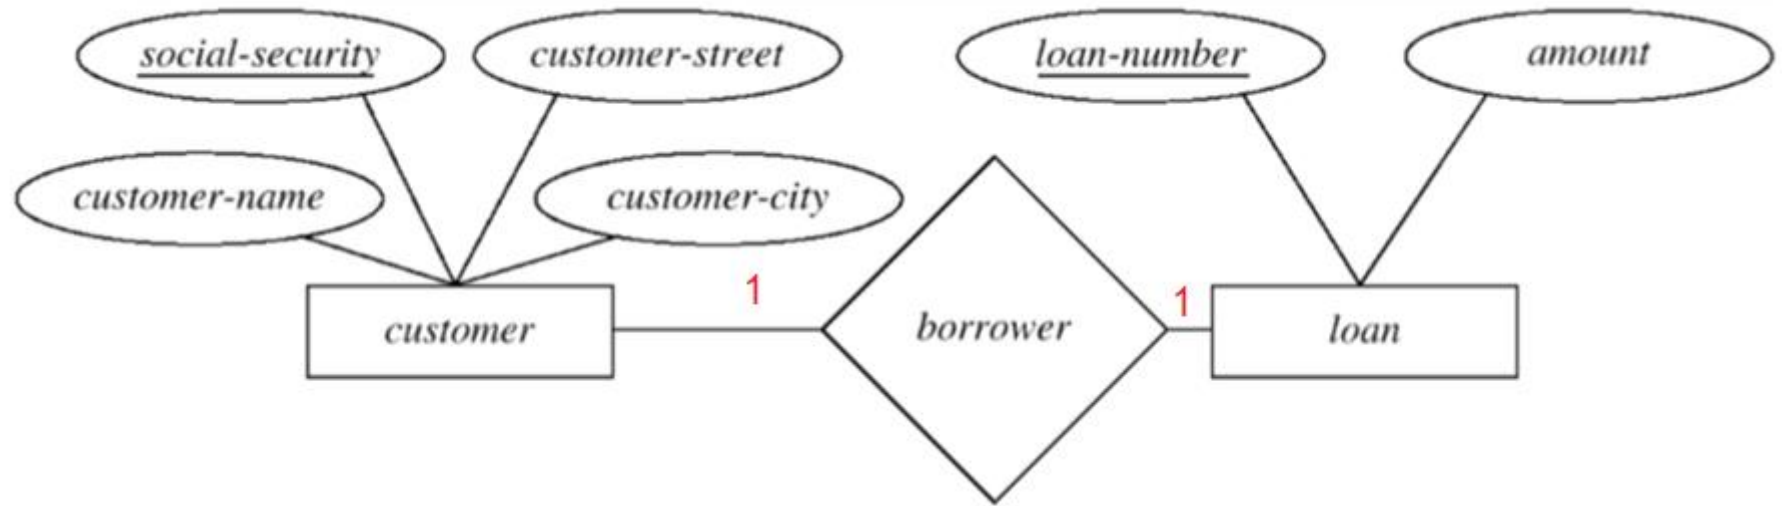 social-security
customer-street
loan-number
amount
customer-name
customer-city
1
1
customer
borrower
loan